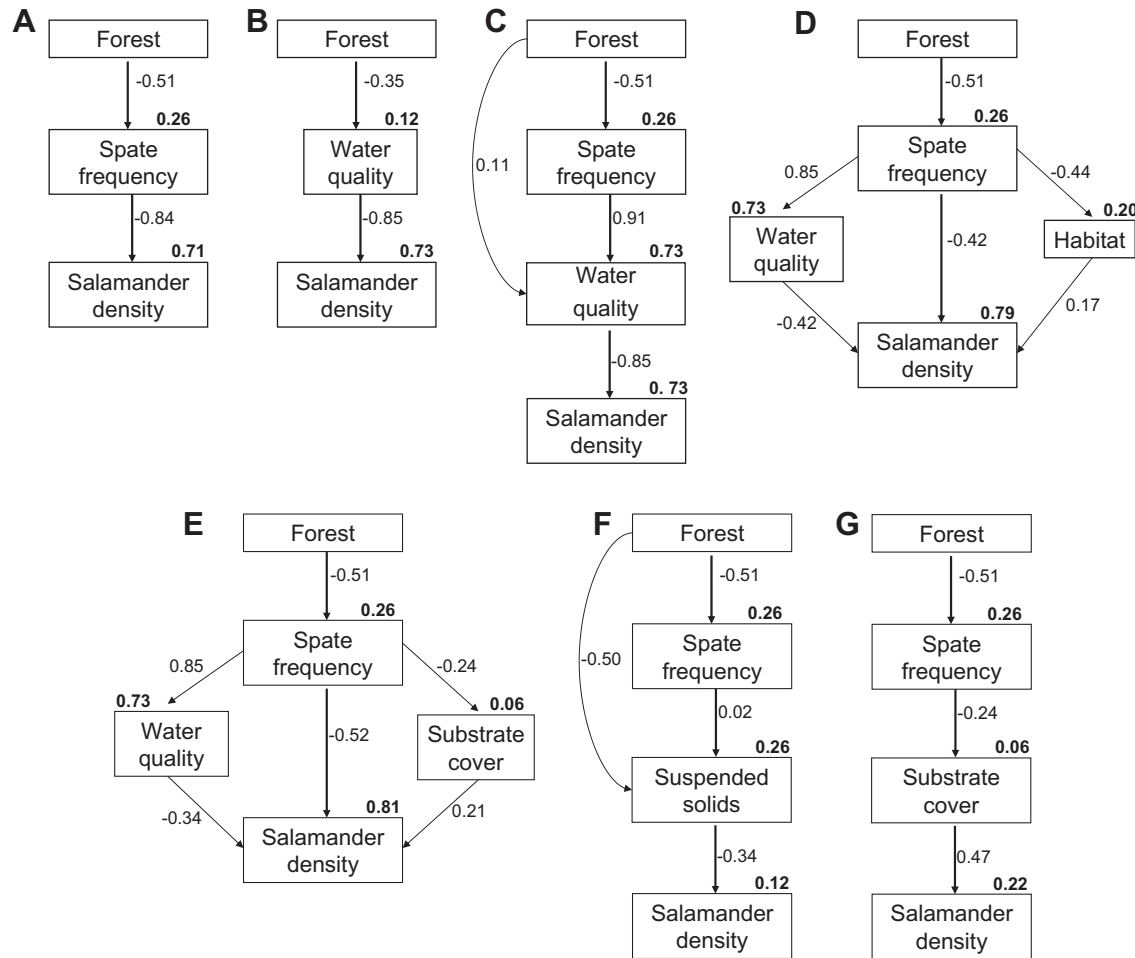 A
Forest
-0.51
0.26
Spate
frequency
-0.84
0.71
Salamander
density
B
Forest
-0.35
0.12
Water
quality
-0.85
0.73
Salamander
density
C
Forest
-0.51
0.11
0.26
Spate
frequency
0.91
0.73
Water
quality
-0.85
0. 73
Salamander
density
D
Forest
-0.51
0.26
Spate
frequency
0.85
-0.44
0.73
Water
quality
-0.42
0.20
Habitat
-0.42
0.17
0.79
Salamander
density
E
Forest
-0.51
0.26
Spate
frequency
0.85
-0.24
0.73
Water
quality
-0.52
0.06
Substrate
cover
-0.34
0.21
0.81
Salamander
density
F
Forest
-0.51
-0.50
0.26
Spate
frequency
0.02
0.26
Suspended
solids
-0.34
0.12
Salamander
density
G
Forest
-0.51
0.26
Spate
frequency
-0.24
0.06
Substrate
cover
0.47
0.22
Salamander
density